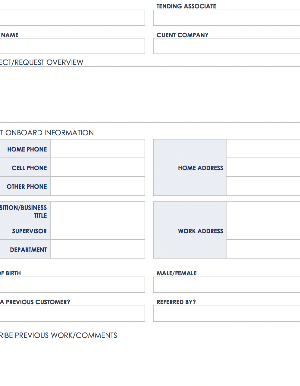 TENDING ASSOCIATE
NAME
CLIENT COMPANY
ECT/REQUEST OVERVIEW
T ONBOARD INFORMATION
HOME PHONE
CELL PHONE
HOME ADDRESS
OTHER PHONE
SITION/BUSINESS
TITLE
SUPERVISOR
WORK ADDRESS
DEPARTMENT
OF BIRTH
MALE/FEMALE
A PREVIOUS CUSTOMER?
REFERRED BY?
RIBE PREVIOUS WORK/COMMENTS